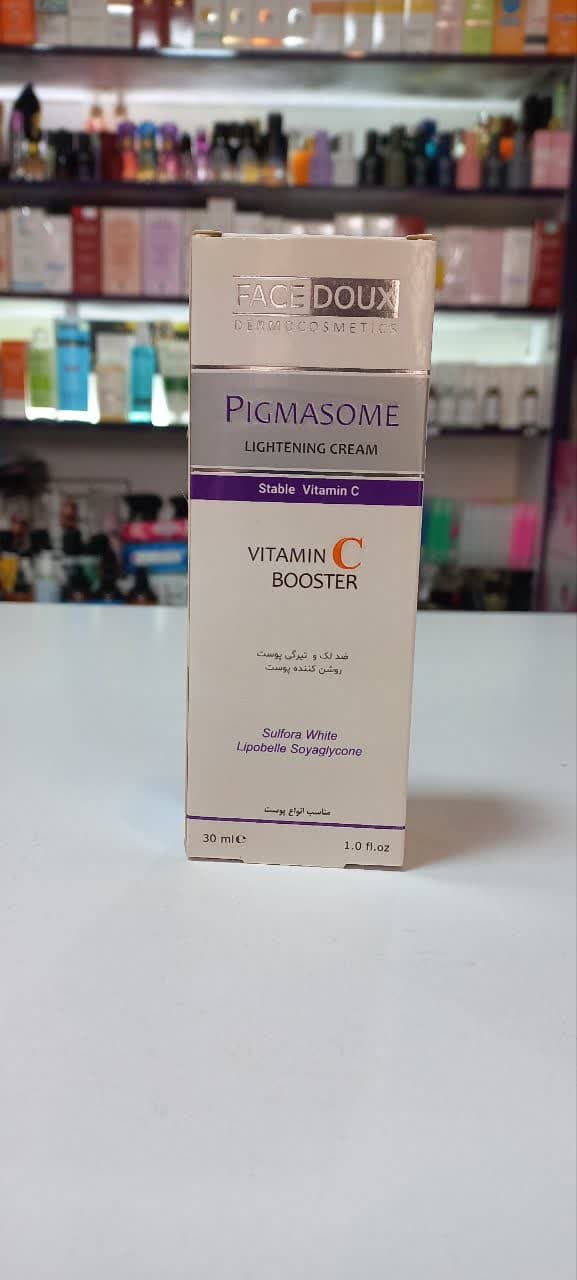 FACE DOUX
DERMOCOSMETICS
PIGMASOME
LIGHTENING CREAM
Stable Vitamin C
VITAMIN C
BOOSTER
ضد لک و تیرگی پوست
روشن کننده پوست
Sulfora White
Lipobelle Soyaglycone
مناسب انواع پوست
30 ml℮
1.0 fl.oz